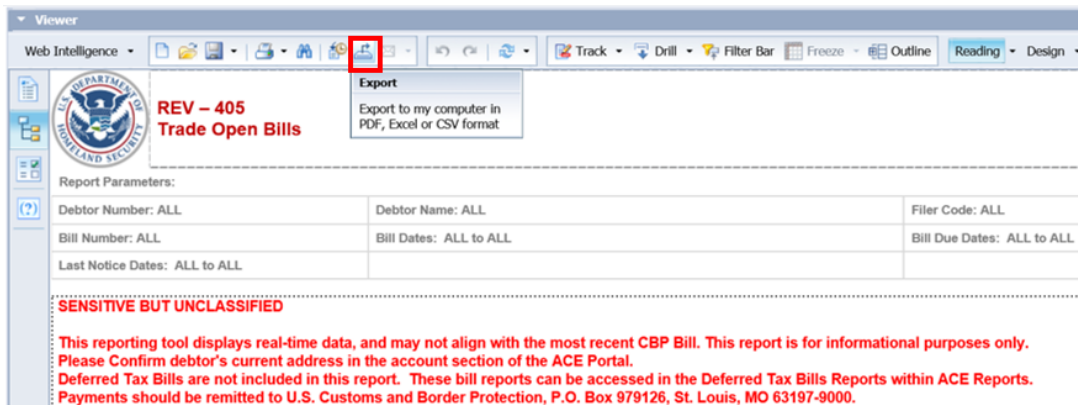 Viewer
Web Intelligence Track Drill Filter Bar Freeze Outline Reading Design
Export
Export to my computer in
PDF, Excel or CSV format
U.S. DEPARTMENT OF
HOMELAND SECURITY
REV – 405
Trade Open Bills
Report Parameters:
Debtor Number: ALL Debtor Name: ALL Filer Code: ALL
Bill Number: ALL Bill Dates: ALL to ALL Bill Due Dates: ALL to ALL
Last Notice Dates: ALL to ALL
SENSITIVE BUT UNCLASSIFIED
This reporting tool displays real-time data, and may not align with the most recent CBP Bill. This report is for informational purposes only.
Please Confirm debtor's current address in the account section of the ACE Portal.
Deferred Tax Bills are not included in this report. These bill reports can be accessed in the Deferred Tax Bills Reports within ACE Reports.
Payments should be remitted to U.S. Customs and Border Protection, P.O. Box 979126, St. Louis, MO 63197-9000.